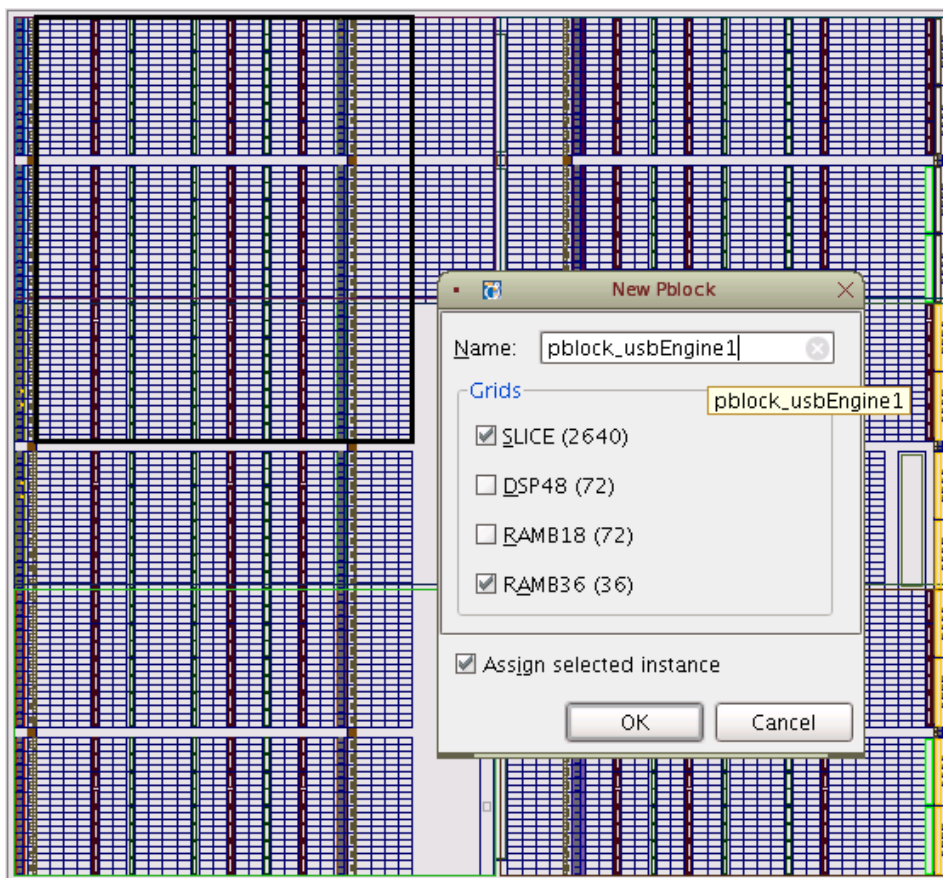 New Pblock
Name: pblock_usbEngine1
Grids
pblock_usbEngine1
SLICE (2640)
DSP48 (72)
RAMB18 (72)
RAMB36 (36)
Assign selected instance
OK Cancel